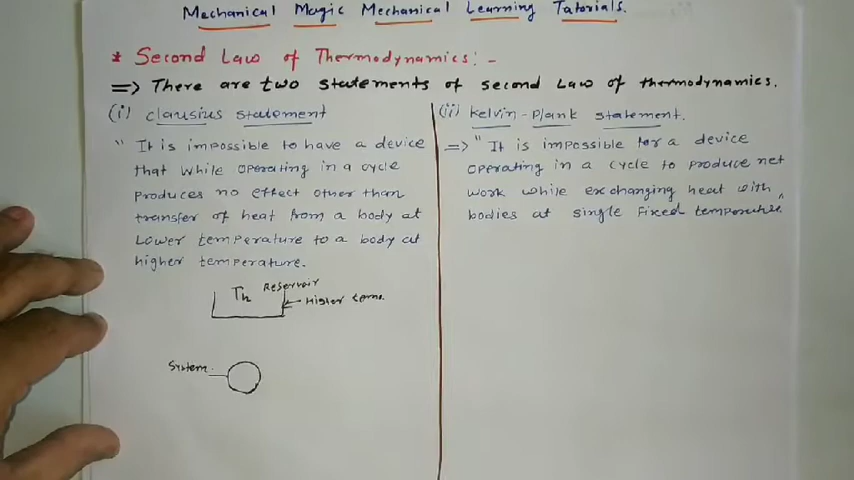 Mechanical Magic Mechanical Learning Tatorials.
* Second Law of Thermodynamics: -
=> There are two statements of second Law of thermodynamics.
(i) clausius statement
" It is impossible to have a device
that while operating in a cycle
produces no effect other than
transfer of heat from a body at
Lower temperature to a body at
higher temperature.
Th Reservoir
Higher temp.
System.
(ii) Kelvin-Plank statement.
=> " It is impossible for a device
operating in a cycle to produce net
work while exchanging heat with
bodies at single Fixed temperature."